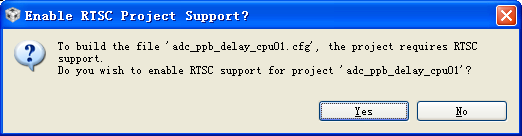 Enable RTSC Project Support?
To build the file 'adc_ppb_delay_cpu01.cfg', the project requires RTSC
support.
Do you wish to enable RTSC support for project 'adc_ppb_delay_cpu01'?
Yes
No